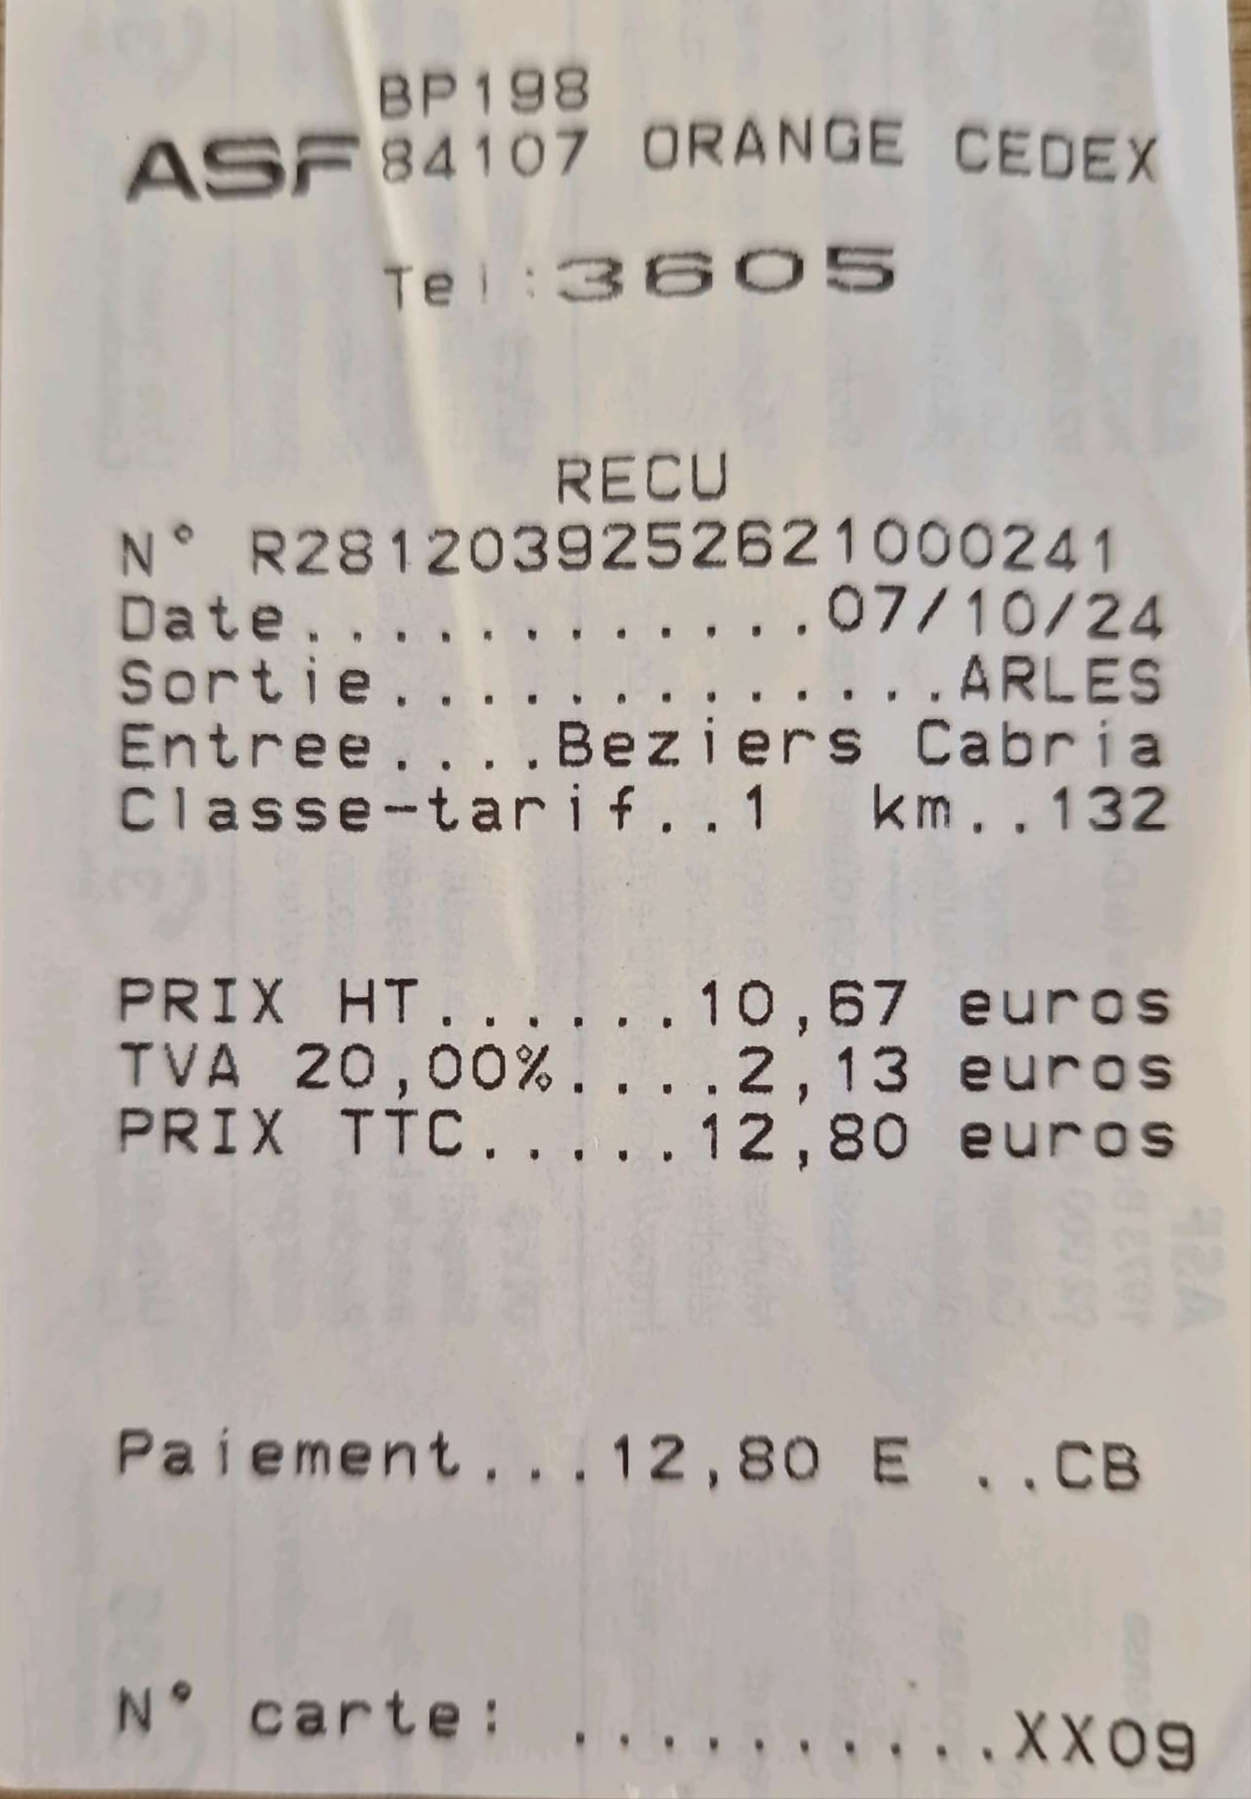 BP198
ASF 84107 ORANGE CEDEX
Tel:3605
RECU
N° R2812039252621000241
Date.............07/10/24
Sortie..............ARLES
Entree....Beziers Cabria
Classe-tarif..1 km..132
PRIX HT......10,67 euros
TVA 20,00%....2,13 euros
PRIX TTC.....12,80 euros
Paiement...12,80 E ..CB
N° carte: ...........XX09